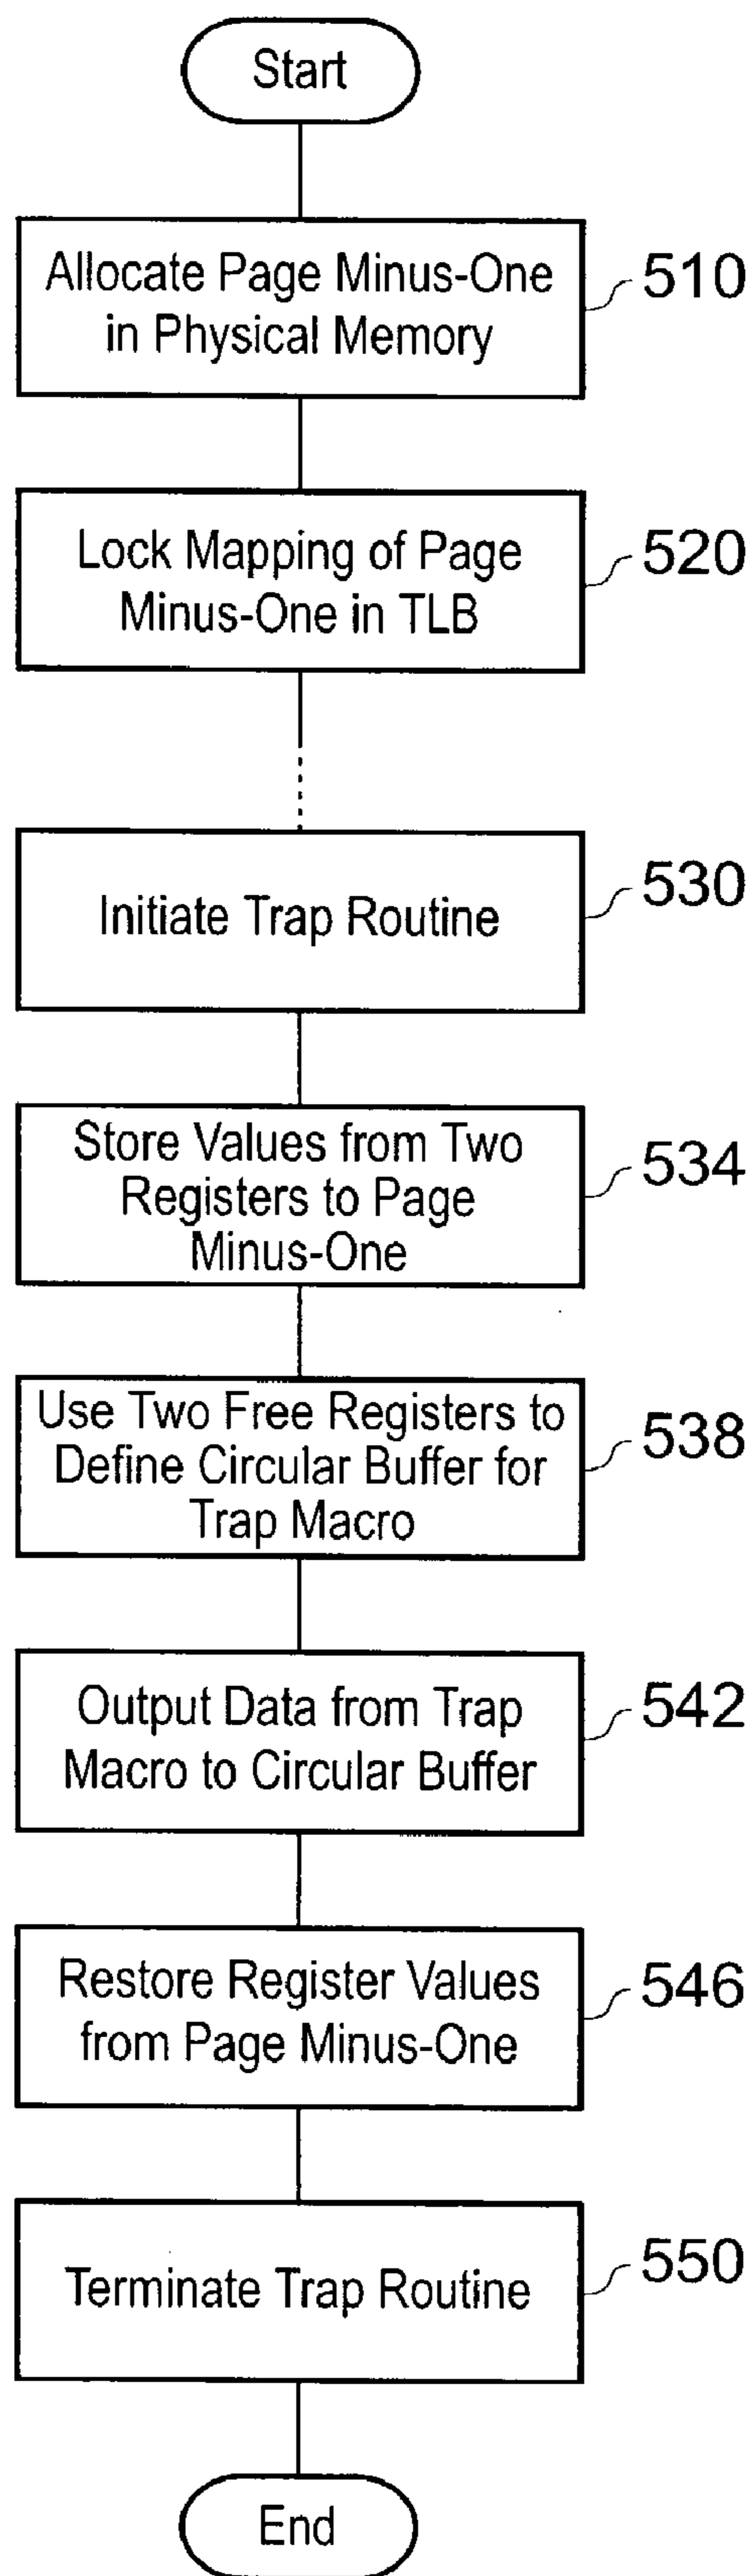 Start
Allocate Page Minus-One
in Physical Memory
510
Lock Mapping of Page
Minus-One in TLB
520
Initiate Trap Routine
530
Store Values from Two
Registers to Page
Minus-One
534
Use Two Free Registers to
Define Circular Buffer for
Trap Macro
538
Output Data from Trap
Macro to Circular Buffer
542
Restore Register Values
from Page Minus-One
546
Terminate Trap Routine
550
End